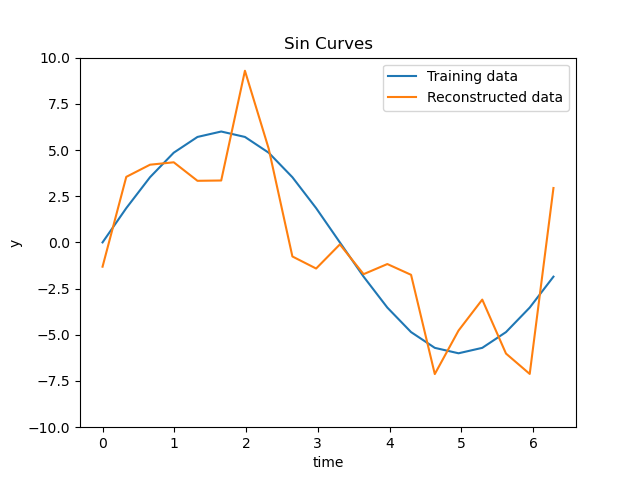 Sin Curves
Training data
Reconstructed data
10.0
7.5
5.0
2.5
0.0
−2.5
−5.0
−7.5
−10.0
y
0 1 2 3 4 5 6
time